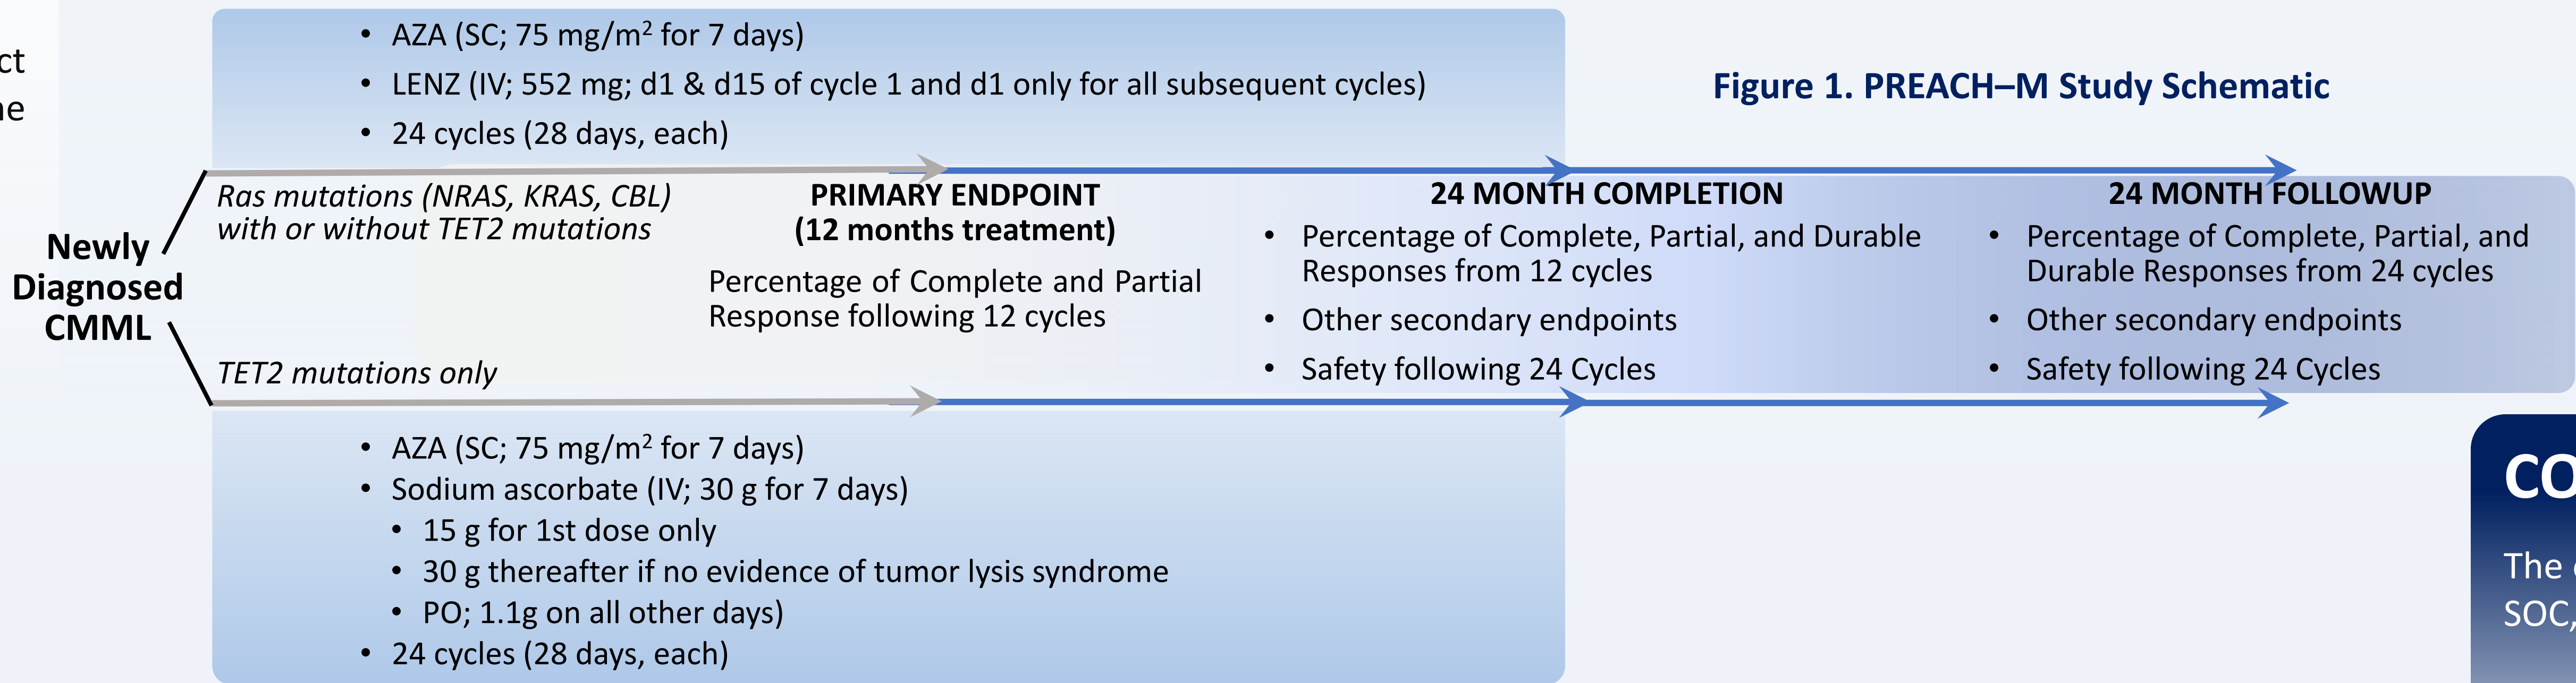 ct
ne
• AZA (SC; 75 mg/m² for 7 days)
• LENZ (IV; 552 mg; d1 & d15 of cycle 1 and d1 only for all subsequent cycles)
• 24 cycles (28 days, each)
Figure 1. PREACH–M Study Schematic
Newly
Diagnosed
CMML
Ras mutations (NRAS, KRAS, CBL)
with or without TET2 mutations
TET2 mutations only
PRIMARY ENDPOINT
(12 months treatment)
Percentage of Complete and Partial
Response following 12 cycles
24 MONTH COMPLETION
• Percentage of Complete, Partial, and Durable
Responses from 12 cycles
• Other secondary endpoints
• Safety following 24 Cycles
24 MONTH FOLLOWUP
• Percentage of Complete, Partial, and
Durable Responses from 24 cycles
• Other secondary endpoints
• Safety following 24 Cycles
• AZA (SC; 75 mg/m² for 7 days)
• Sodium ascorbate (IV; 30 g for 7 days)
• 15 g for 1st dose only
• 30 g thereafter if no evidence of tumor lysis syndrome
• PO; 1.1g on all other days)
• 24 cycles (28 days, each)
CO
The
SOC,